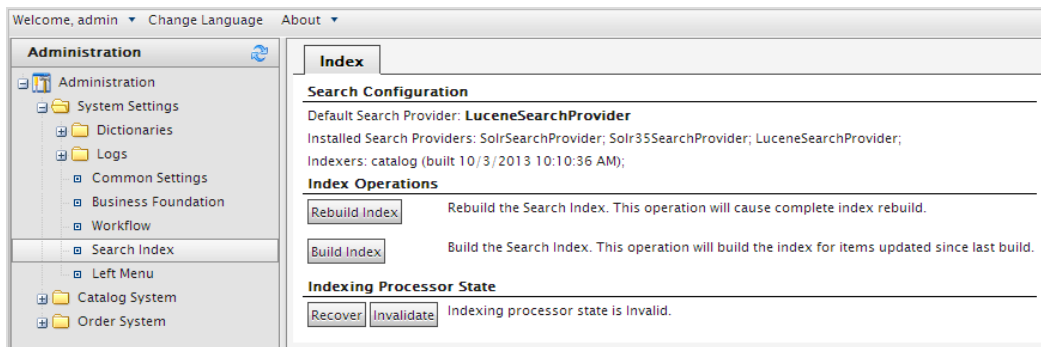 Welcome, admin Change Language About
Administration
Administration
System Settings
Dictionaries
Logs
Common Settings
Business Foundation
Workflow
Search Index
Left Menu
Catalog System
Order System
Index
Search Configuration
Default Search Provider: LuceneSearchProvider
Installed Search Providers: SolrSearchProvider; Solr35SearchProvider; LuceneSearchProvider;
Indexers: catalog (built 10/3/2013 10:10:36 AM);
Index Operations
Rebuild Index Rebuild the Search Index. This operation will cause complete index rebuild.
Build Index Build the Search Index. This operation will build the index for items updated since last build.
Indexing Processor State
Recover Invalidate Indexing processor state is Invalid.